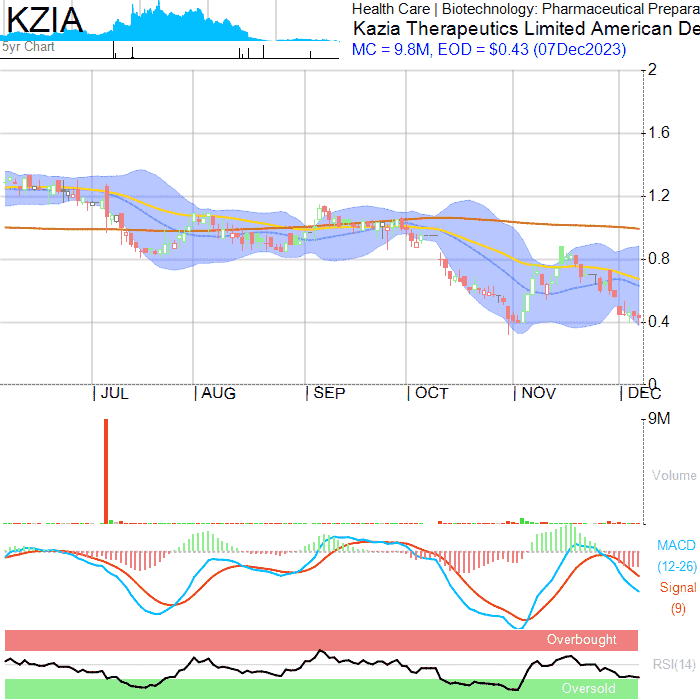 KZIA
5yr Chart
Health Care | Biotechnology: Pharmaceutical Prepara
Kazia Therapeutics Limited American De
MC = 9.8M, EOD = $0.43 (07Dec2023)
2
1.6
1.2
0.8
0.4
0
| JUL | AUG | SEP | OCT | NOV | DEC
9M
Volume
MACD
(12-26)
Signal
(9)
Overbought
RSI(14)
Oversold